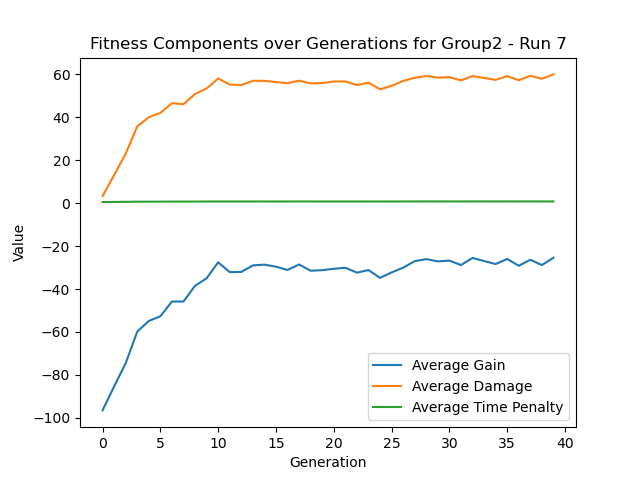 Fitness Components over Generations for Group2 - Run 7
60
40
20
0
−20
−40
−60
−80
−100
Value
0 5 10 15 20 25 30 35 40
Generation
Average Gain
Average Damage
Average Time Penalty